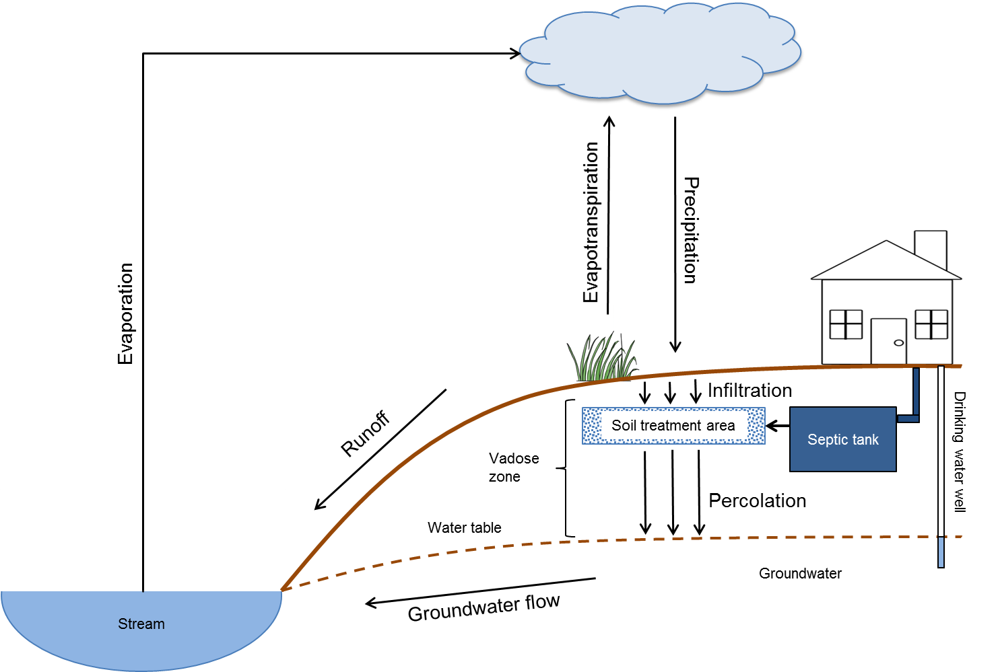 Evaporation
Evapotranspiration
Precipitation
Runoff
Infiltration
Soil treatment area
Septic tank
Drinking water well
Vadose
zone
Percolation
Water table
Groundwater
Groundwater flow
Stream